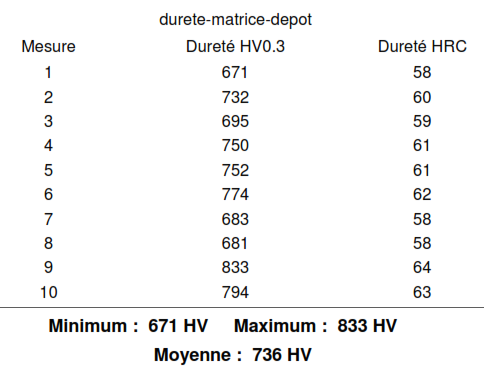 durete-matrice-depot
Mesure Dureté HV0.3 Dureté HRC
1 671 58
2 732 60
3 695 59
4 750 61
5 752 61
6 774 62
7 683 58
8 681 58
9 833 64
10 794 63
Minimum : 671 HV Maximum : 833 HV
Moyenne : 736 HV